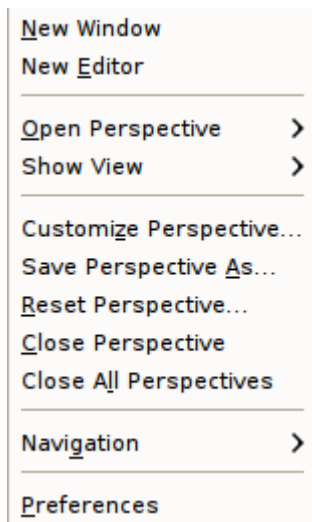 New Window
New Editor
Open Perspective
Show View
Customize Perspective...
Save Perspective As...
Reset Perspective...
Close Perspective
Close All Perspectives
Navigation
Preferences